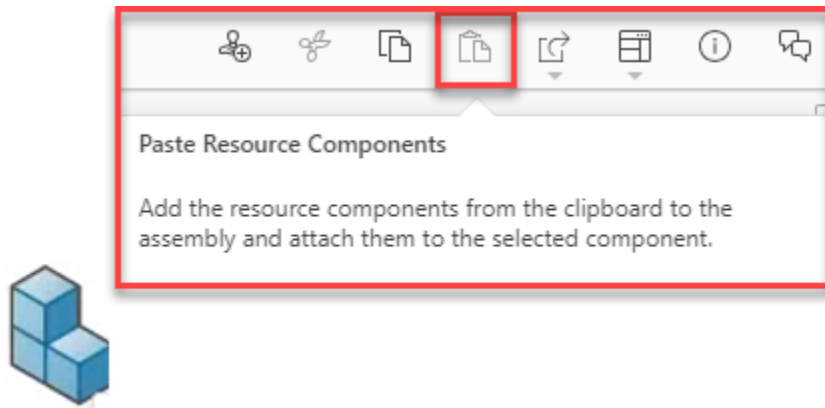 Paste Resource Components
Add the resource components from the clipboard to the
assembly and attach them to the selected component.